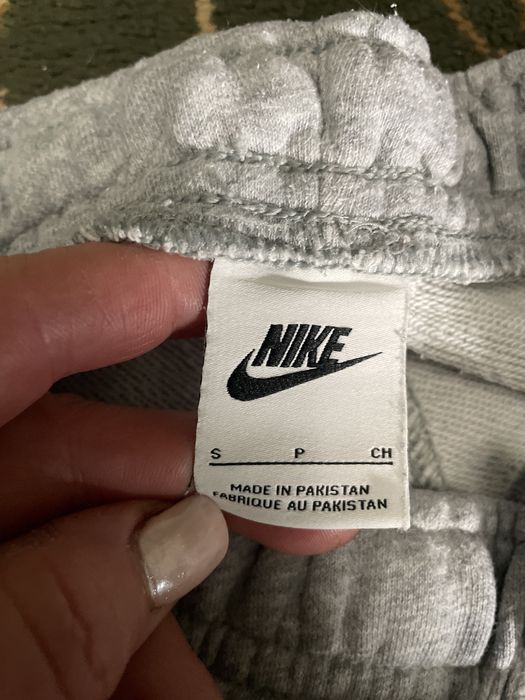 NIKE
S P CH
MADE IN PAKISTAN
FABRIQUE AU PAKISTAN